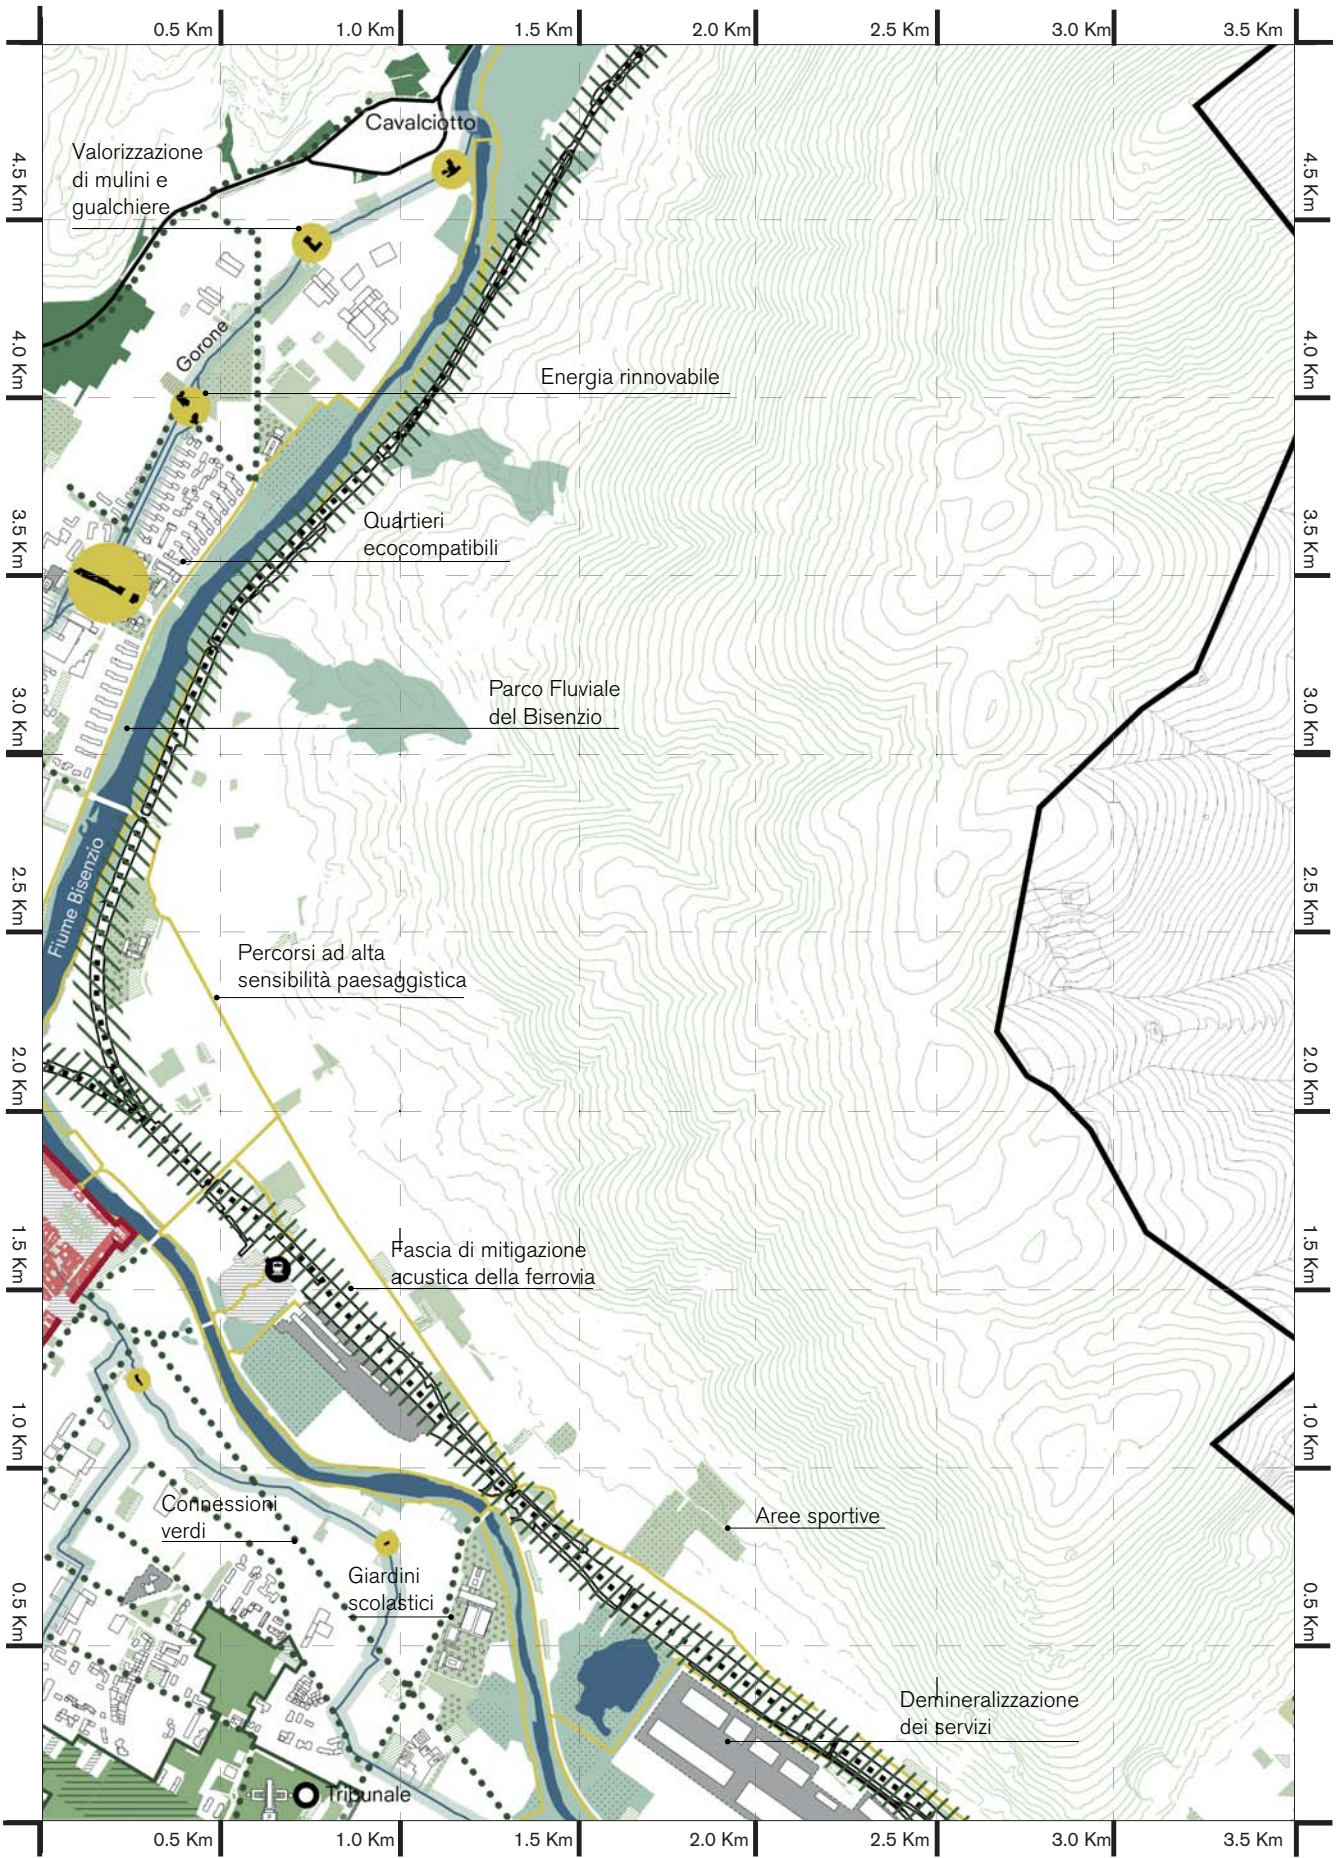 0.5 Km 1.0 Km 1.5 Km 2.0 Km 2.5 Km 3.0 Km 3.5 Km
Cavalciotto
Valorizzazione
di mulini e
gualchiere
4.5 Km
4.5 Km
Gorone
4.0 Km
4.0 Km
Energia rinnovabile
3.5 Km
3.5 Km
Quartieri
ecocompatibili
3.0 Km
3.0 Km
Parco Fluviale
del Bisenzio
Fiume Bisenzio
2.5 Km
2.5 Km
Percorsi ad alta
sensibilità paesaggistica
2.0 Km
2.0 Km
1.5 Km
1.5 Km
Fascia di mitigazione
acustica della ferrovia
1.0 Km
1.0 Km
Connessioni
verdi
Aree sportive
Giardini
scolastici
0.5 Km
0.5 Km
Demineralizzazione
dei servizi
Tribunale
0.5 Km 1.0 Km 1.5 Km 2.0 Km 2.5 Km 3.0 Km 3.5 Km